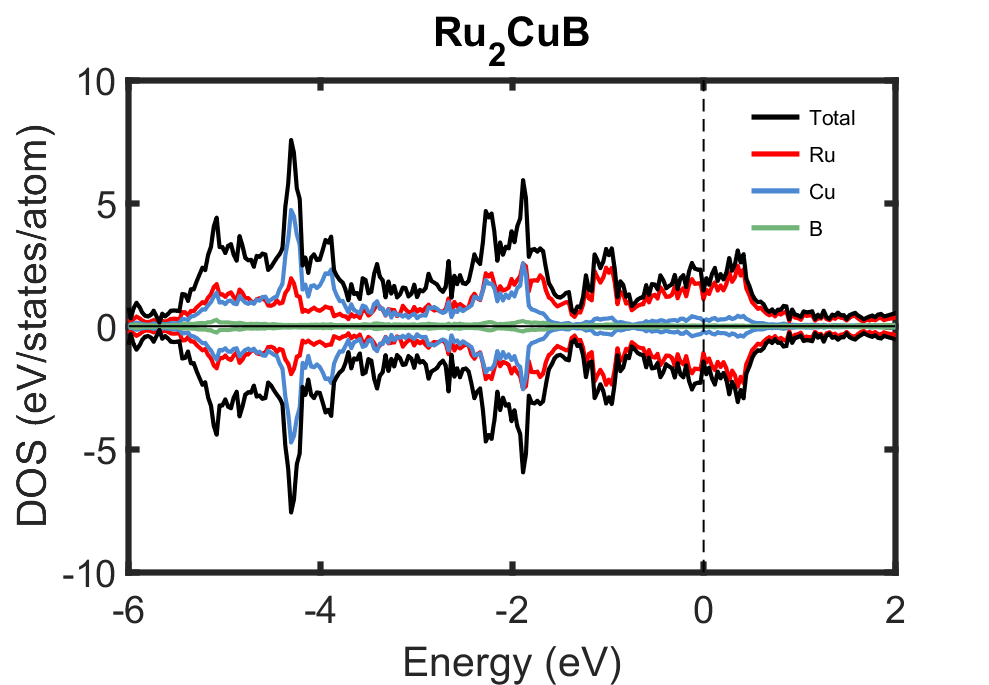 Ru₂CuB
10
5
0
-5
-10
DOS (eV/states/atom)
Total
Ru
Cu
B
-6
-4
-2
0
2
Energy (eV)